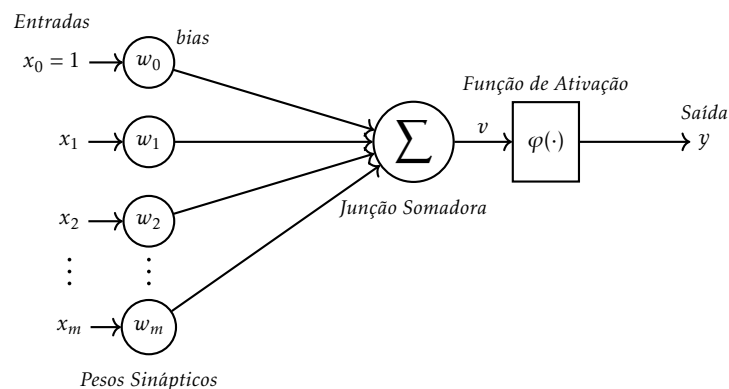 Entradas
x₀ = 1
w₀
bias
x₁
w₁
x₂
w₂
⋮ ⋮
xₘ
wₘ
Pesos Sinápticos
∑
Junção Somadora
v
Função de Ativação
φ(·)
Saída
y